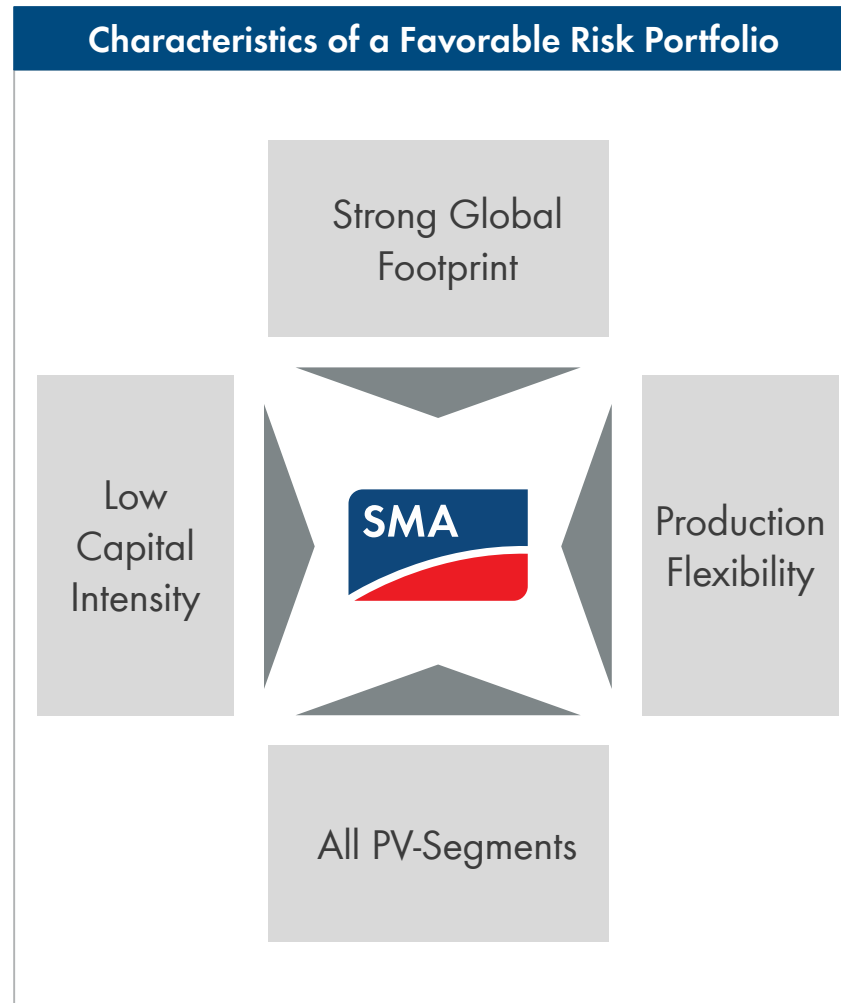 Characteristics of a Favorable Risk Portfolio
Strong Global
Footprint
Low
Capital
Intensity
SMA
Production
Flexibility
All PV-Segments